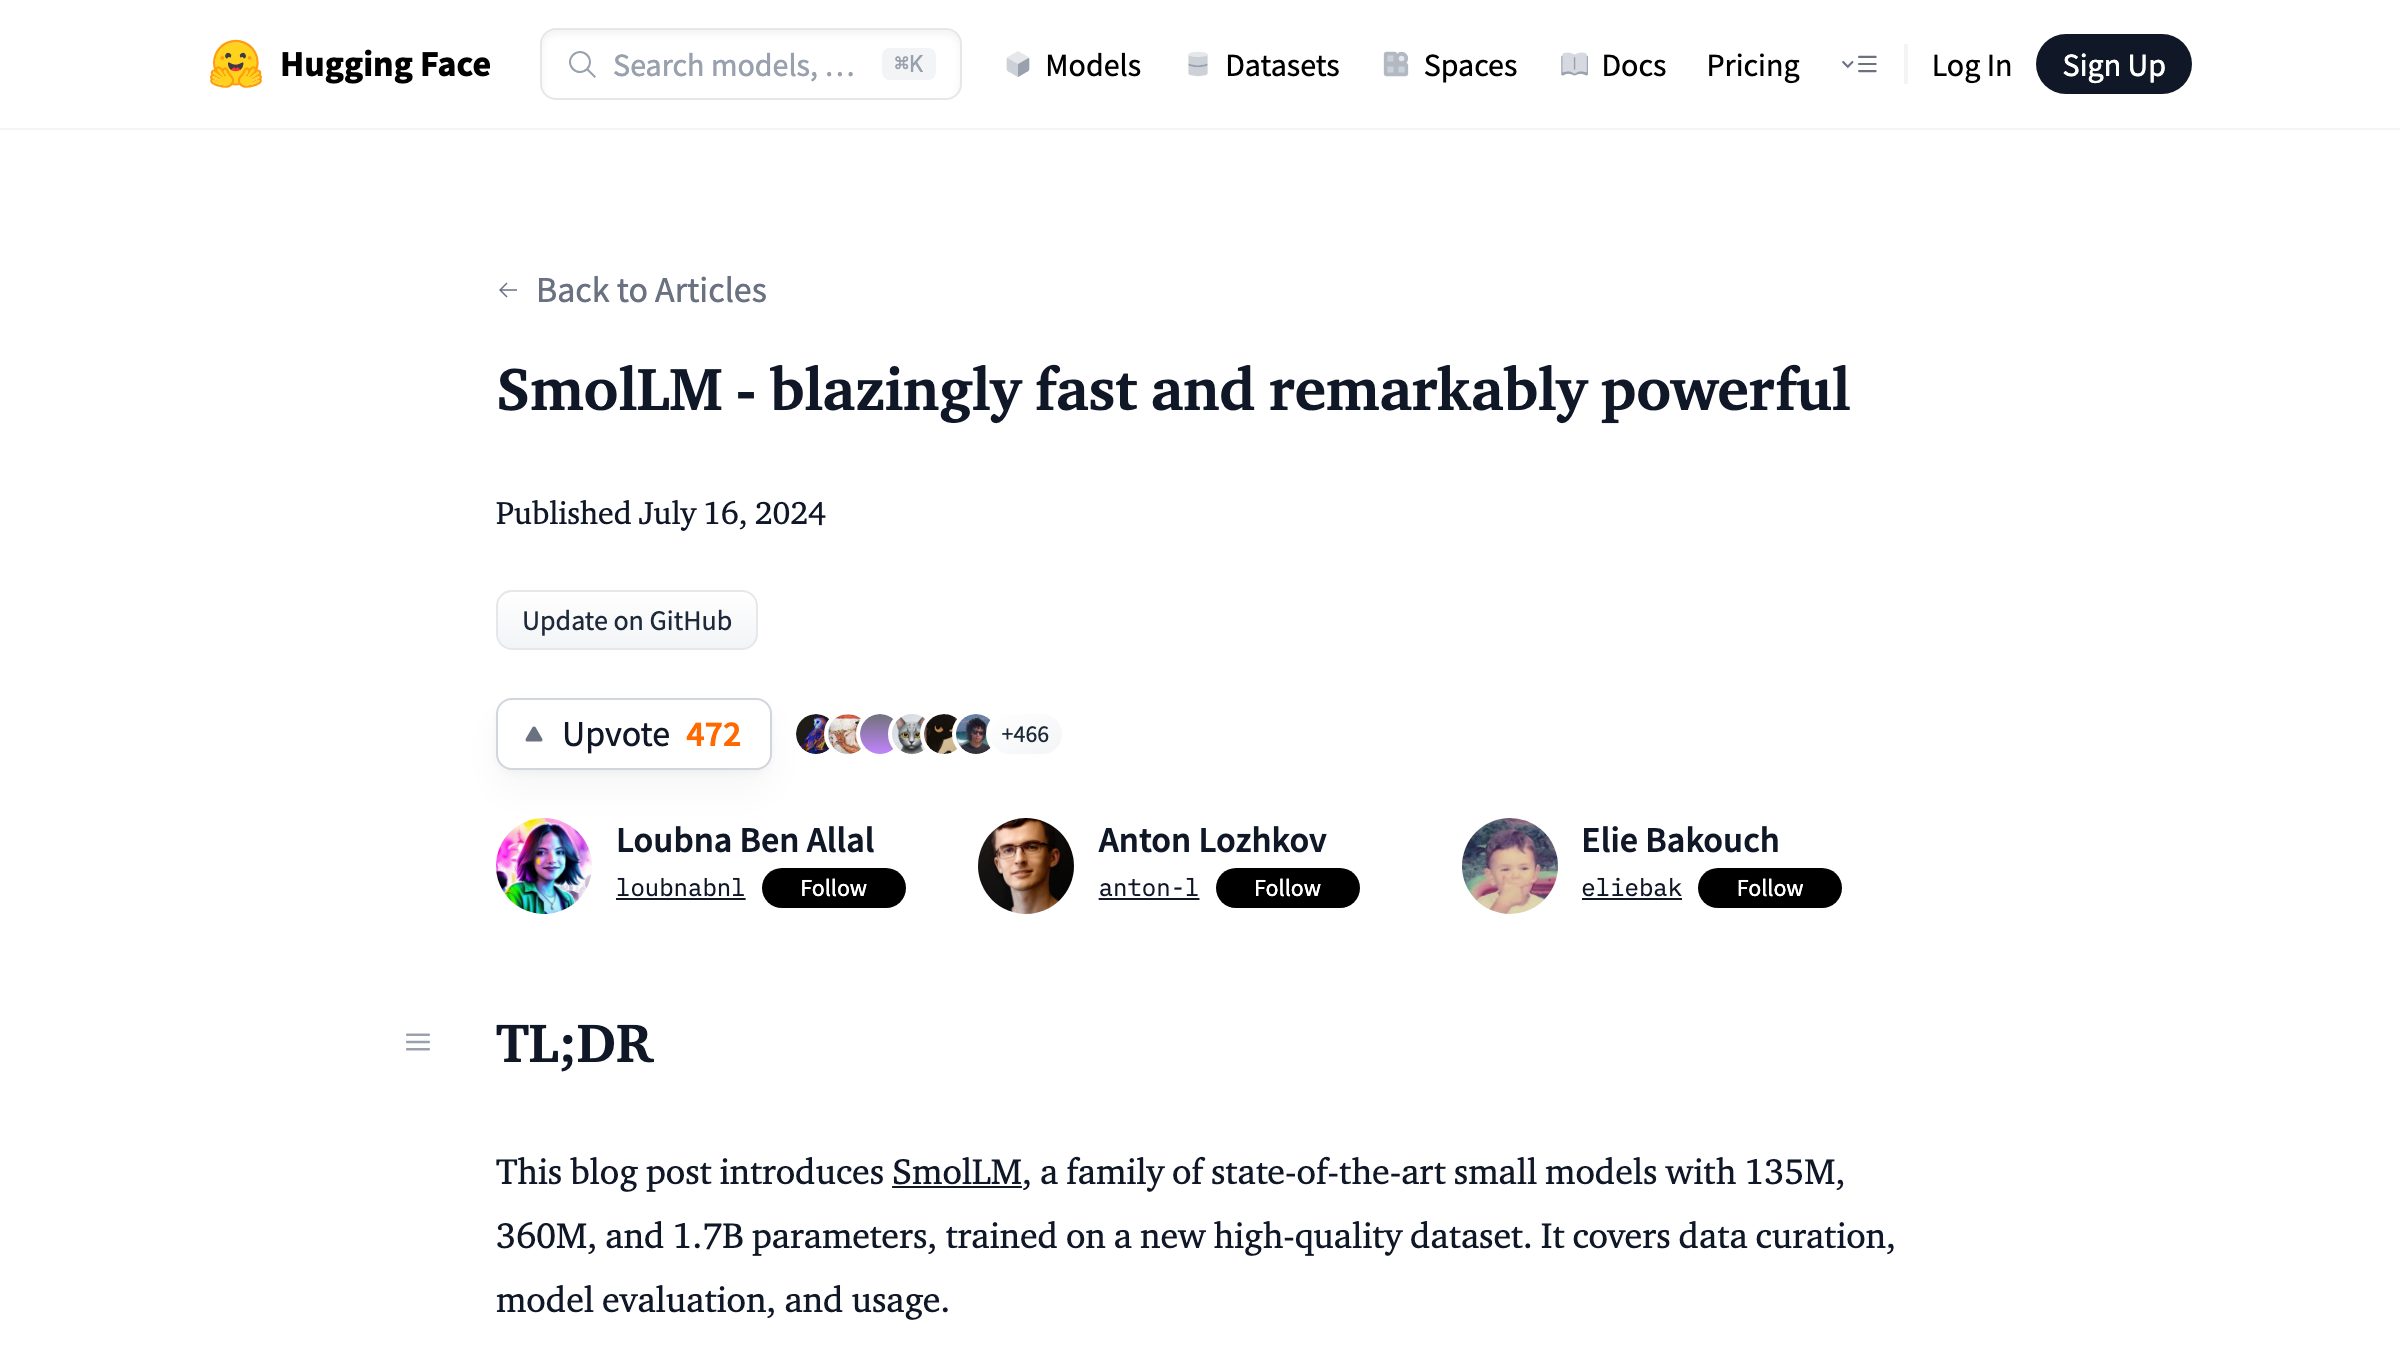 Hugging Face
Search models, ...
⌘K
Models
Datasets
Spaces
Docs
Pricing
Log In
Sign Up
← Back to Articles
SmolLM - blazingly fast and remarkably powerful
Published July 16, 2024
Update on GitHub
Upvote 472
+466
Loubna Ben Allal
loubnabnl
Follow
Anton Lozhkov
anton-l
Follow
Elie Bakouch
eliebak
Follow
TL;DR
This blog post introduces SmolLM, a family of state-of-the-art small models with 135M,
360M, and 1.7B parameters, trained on a new high-quality dataset. It covers data curation,
model evaluation, and usage.